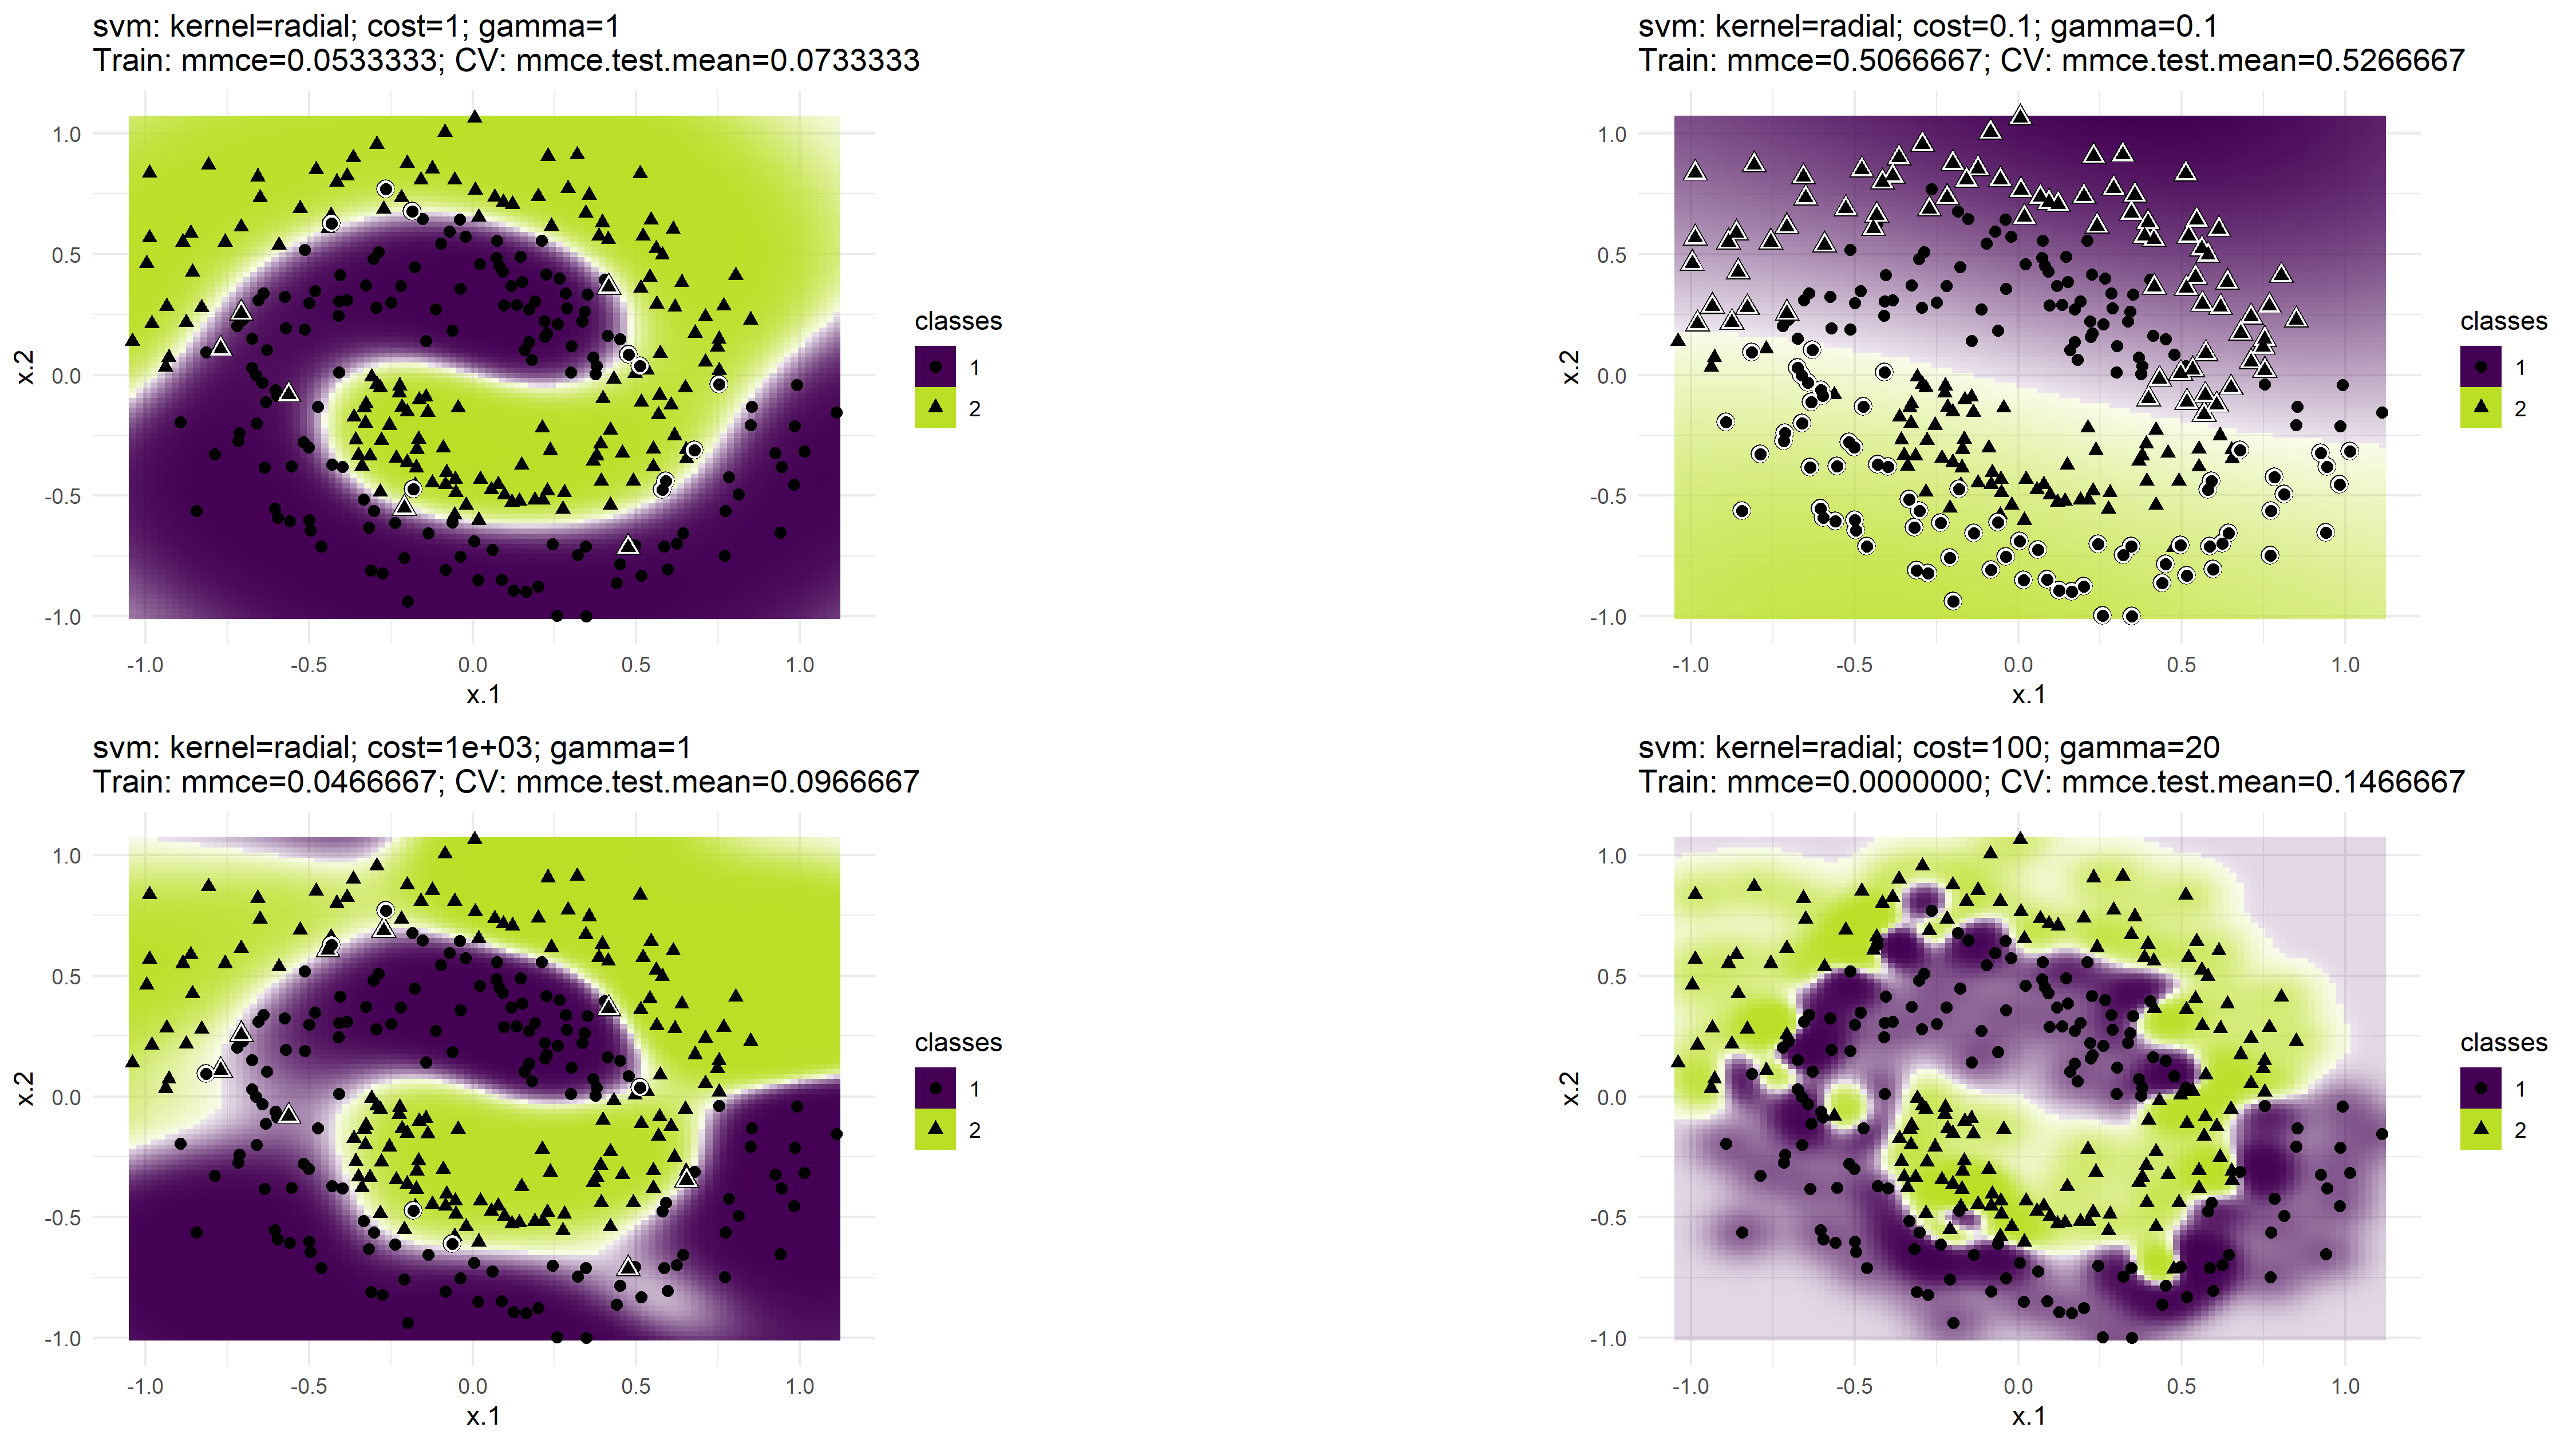 svm: kernel=radial; cost=1; gamma=1
Train: mmce=0.0533333; CV: mmce.test.mean=0.0733333
1.0
0.5
0.0
-0.5
-1.0
x.2
-1.0
-0.5
0.0
0.5
1.0
x.1
classes
1
2
svm: kernel=radial; cost=0.1; gamma=0.1
Train: mmce=0.5066667; CV: mmce.test.mean=0.5266667
1.0
0.5
0.0
-0.5
-1.0
x.2
-1.0
-0.5
0.0
0.5
1.0
x.1
classes
1
2
svm: kernel=radial; cost=1e+03; gamma=1
Train: mmce=0.0466667; CV: mmce.test.mean=0.0966667
1.0
0.5
0.0
-0.5
-1.0
x.2
-1.0
-0.5
0.0
0.5
1.0
x.1
classes
1
2
svm: kernel=radial; cost=100; gamma=20
Train: mmce=0.0000000; CV: mmce.test.mean=0.1466667
1.0
0.5
0.0
-0.5
-1.0
x.2
-1.0
-0.5
0.0
0.5
1.0
x.1
classes
1
2